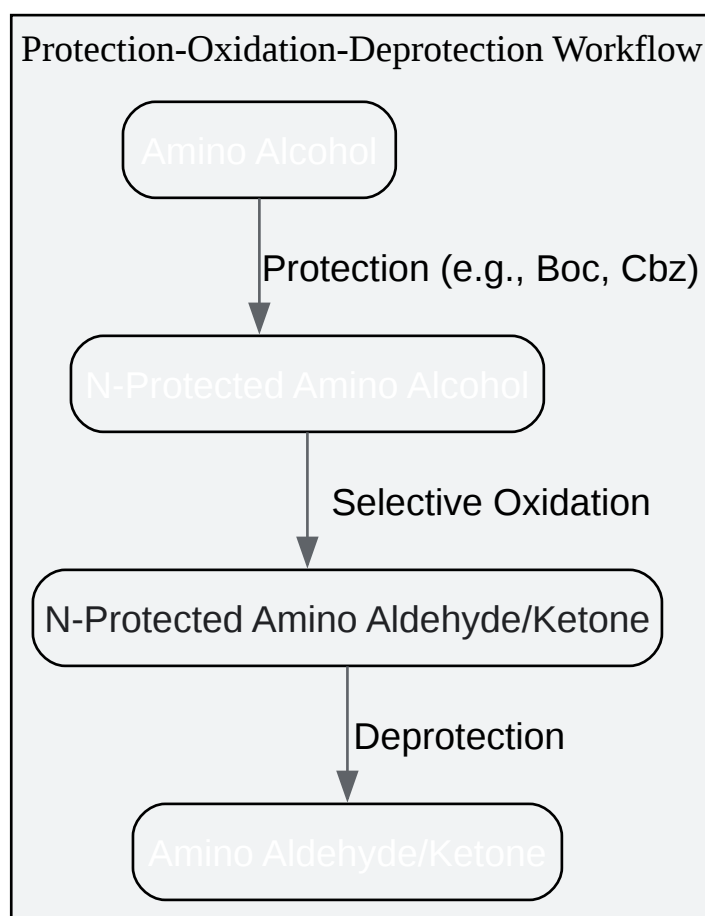 Protection-Oxidation-Deprotection Workflow
Amino Alcohol
Protection (e.g., Boc, Cbz)
N-Protected Amino Alcohol
Selective Oxidation
N-Protected Amino Aldehyde/Ketone
Deprotection
Amino Aldehyde/Ketone